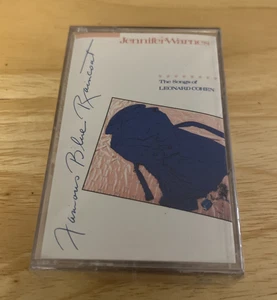 Jennifer Warnes
The Songs of
LEONARD COHEN
Famous Blue Raincoat